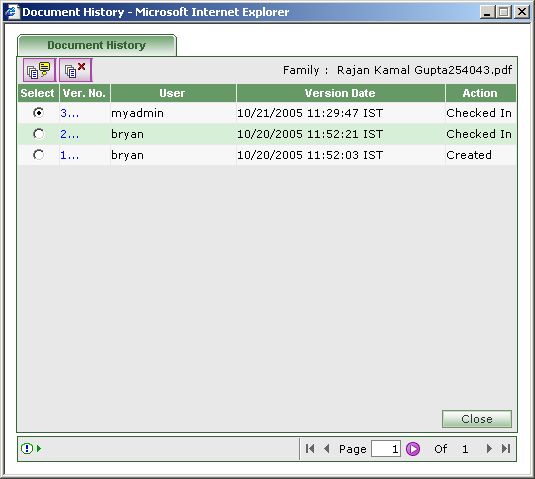 Document History - Microsoft Internet Explorer
Document History
Family : Rajan Kamal Gupta254043.pdf
Select Ver. No. User Version Date Action
3... myadmin 10/21/2005 11:29:47 IST Checked In
2... bryan 10/20/2005 11:52:21 IST Checked In
1... bryan 10/20/2005 11:52:03 IST Created
Close
Page 1 Of 1